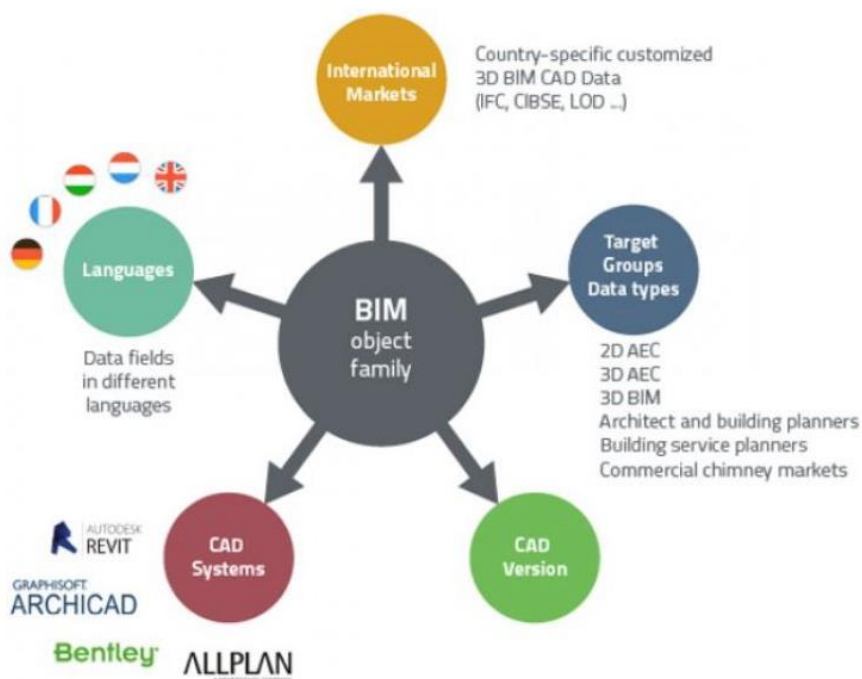 International
Markets
Country-specific customized
3D BIM CAD Data
(IFC, CIBSE, LOD ...)
Languages
Data fields
in different
languages
BIM
object
family
Target
Groups
Data types
2D AEC
3D AEC
3D BIM
Architect and building planners
Building service planners
Commercial chimney markets
CAD
Systems
AUTODESK
REVIT
GRAPHISOFT
ARCHICAD
Bentley
ALLPLAN
CAD
Version